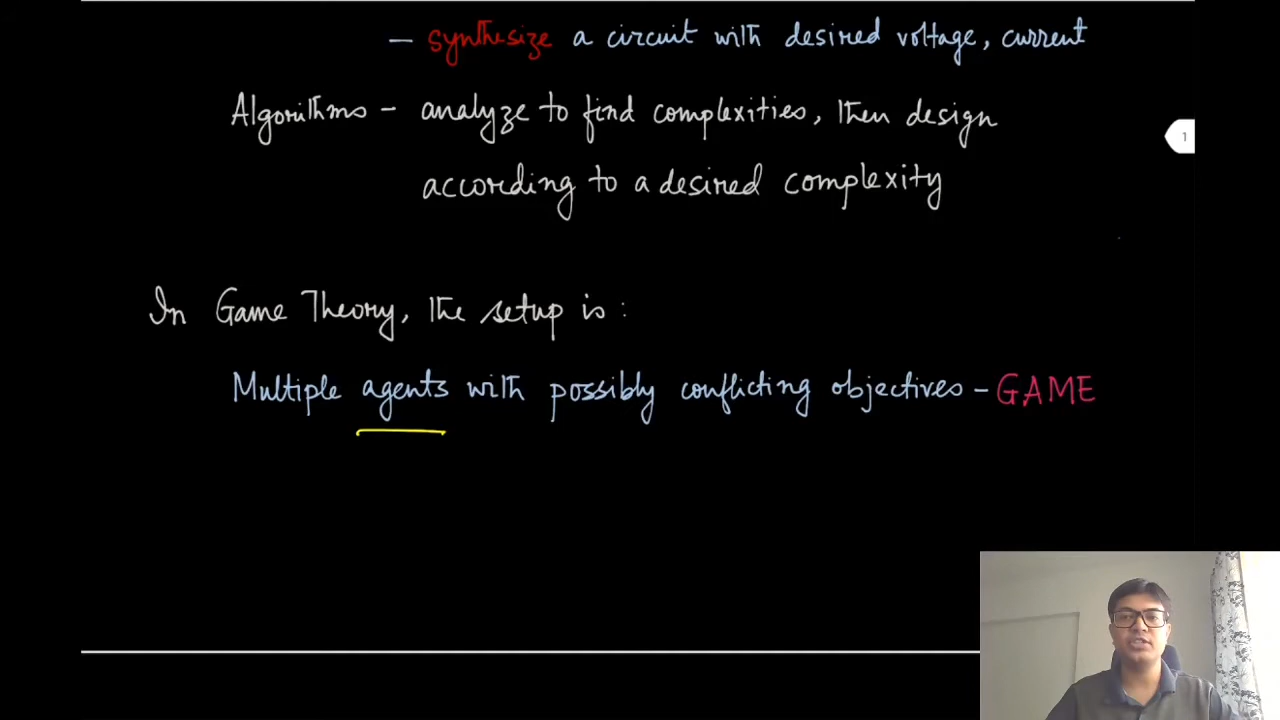 – synthesize a circuit with desired voltage, current
Algorithms – analyze to find complexities, then design
according to a desired complexity
1
In Game Theory, the setup is :
Multiple agents with possibly conflicting objectives – GAME